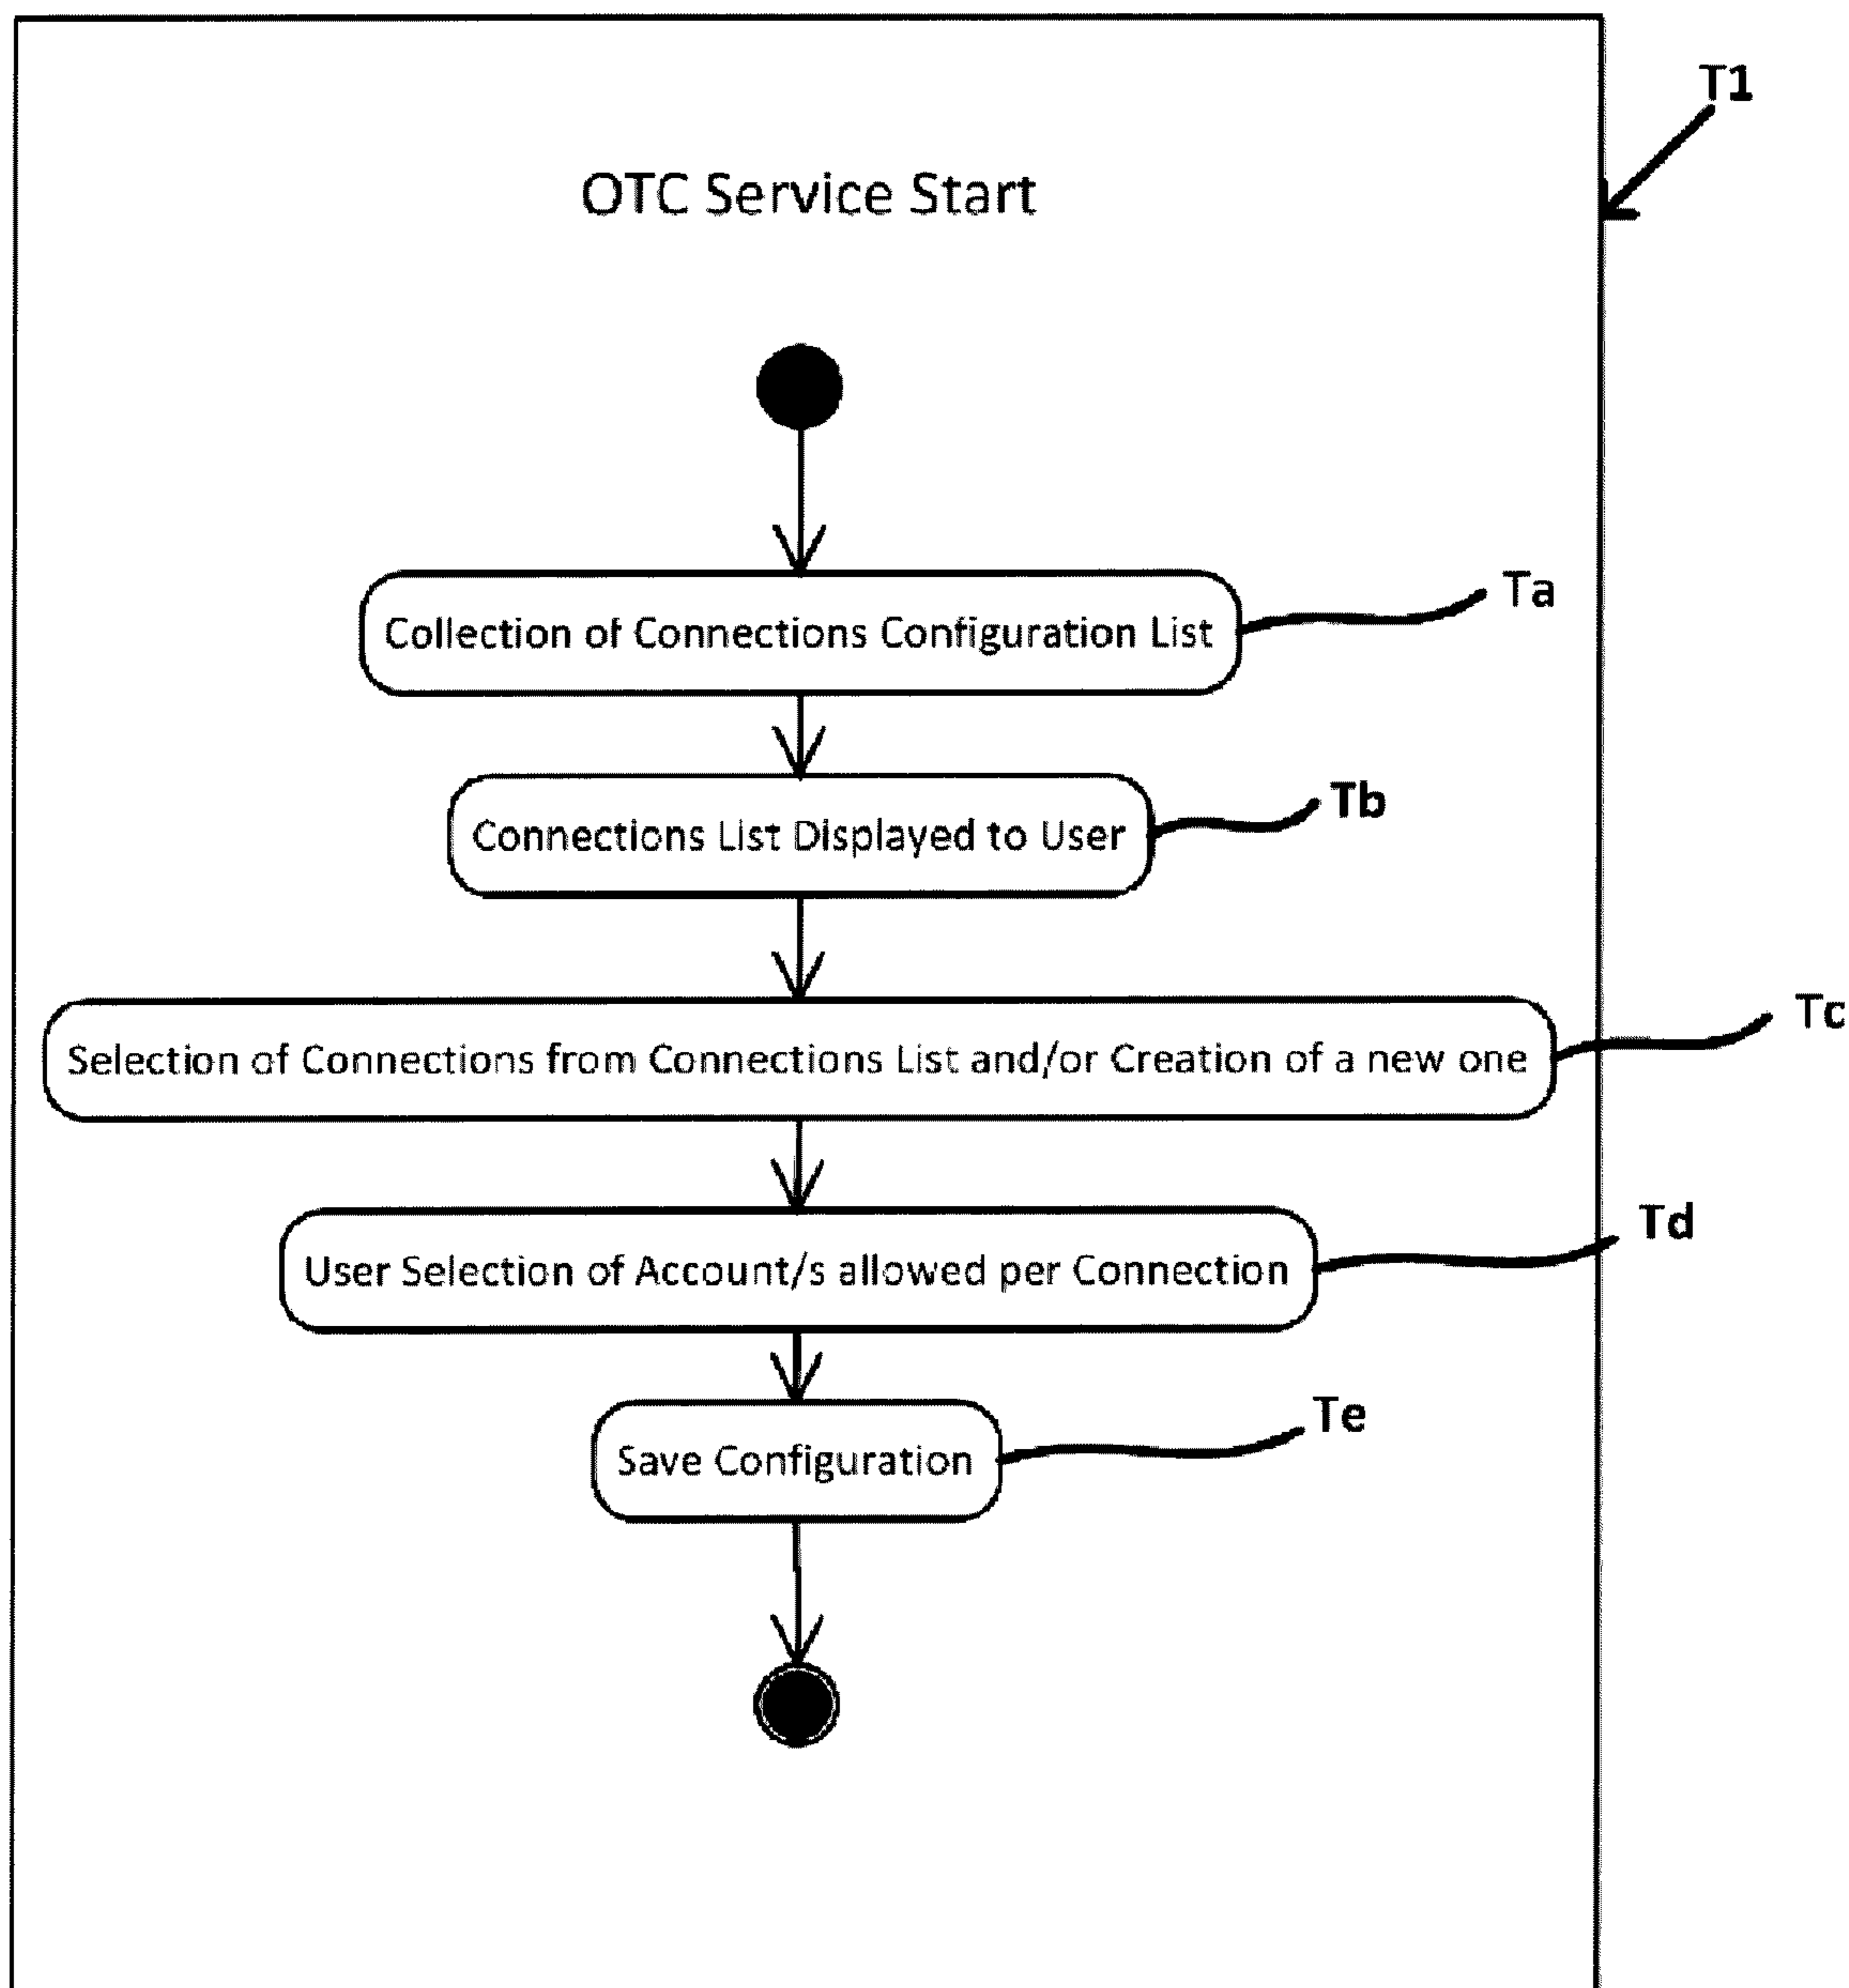 T1
OTC Service Start
Collection of Connections Configuration List
Ta
Connections List Displayed to User
Tb
Selection of Connections from Connections List and/or Creation of a new one
Tc
User Selection of Account/s allowed per Connection
Td
Save Configuration
Te